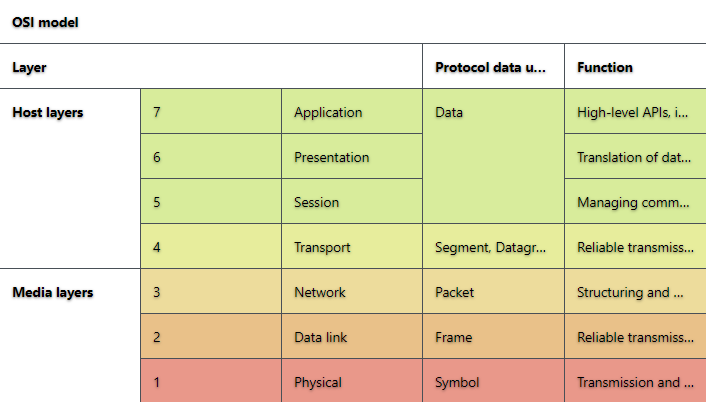 OSI model
Layer Protocol data u... Function
Host layers 7 Application Data High-level APIs, i...
6 Presentation Translation of dat...
5 Session Managing comm...
4 Transport Segment, Datagr... Reliable transmiss...
Media layers 3 Network Packet Structuring and ...
2 Data link Frame Reliable transmiss...
1 Physical Symbol Transmission and ...